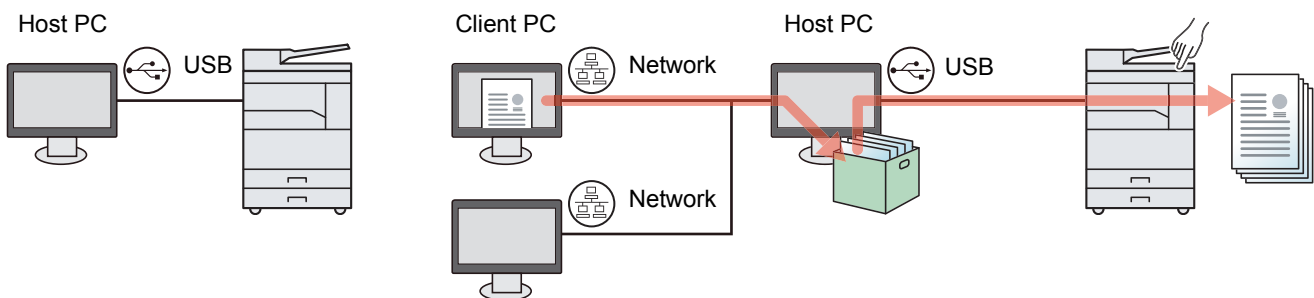 Host PC
USB
Client PC
Network
Host PC
USB
Network